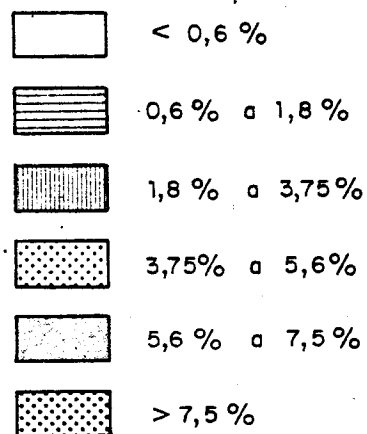 < 0,6 %
0,6 % a 1,8 %
1,8 % a 3,75 %
3,75% a 5,6%
5,6 % a 7,5 %
> 7,5 %